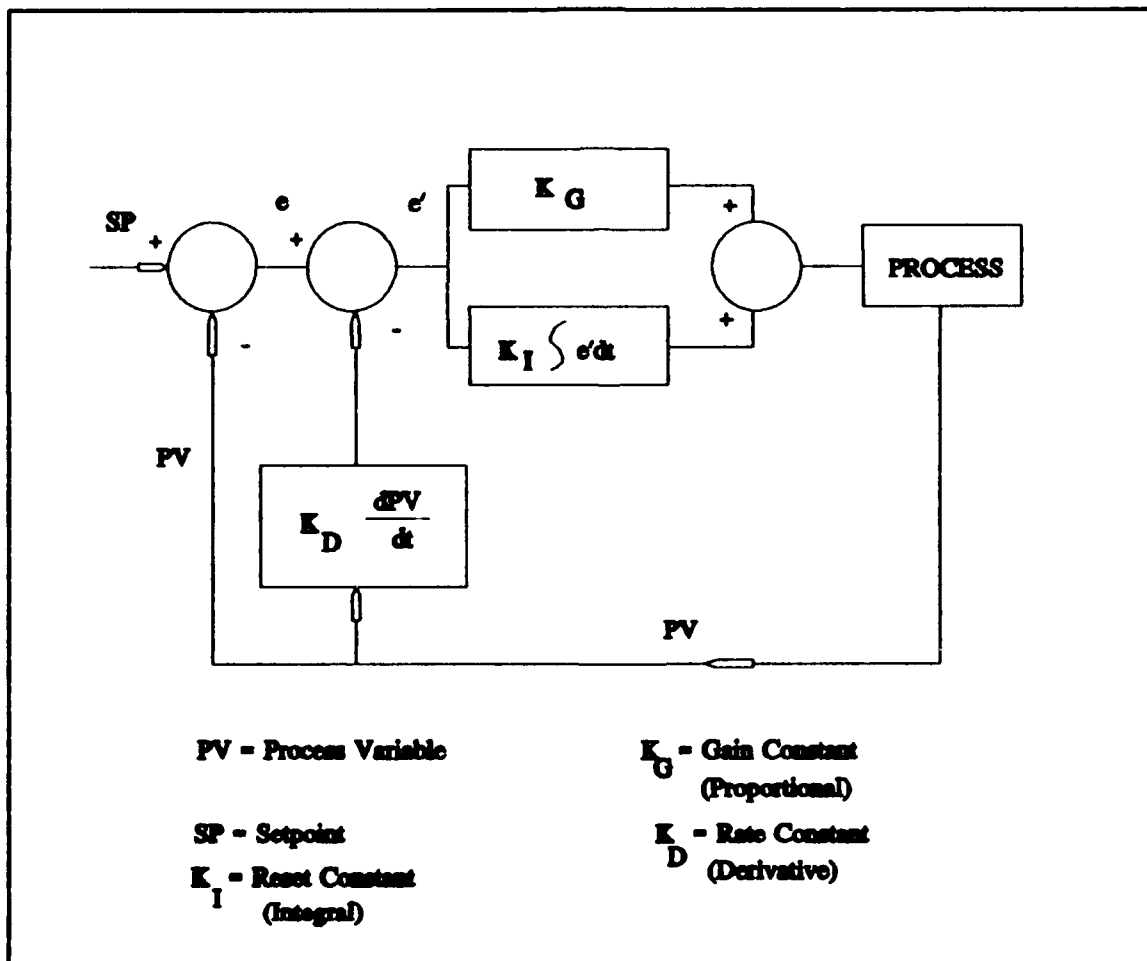 SP
+
e
+
e′
K G
+
PROCESS
-
-
K I ∫ e′dt
+
PV
K D dPV
dt
PV
PV = Process Variable
K G = Gain Constant
(Proportional)
SP = Setpoint
K D = Rate Constant
(Derivative)
K I = Reset Constant
(Integral)